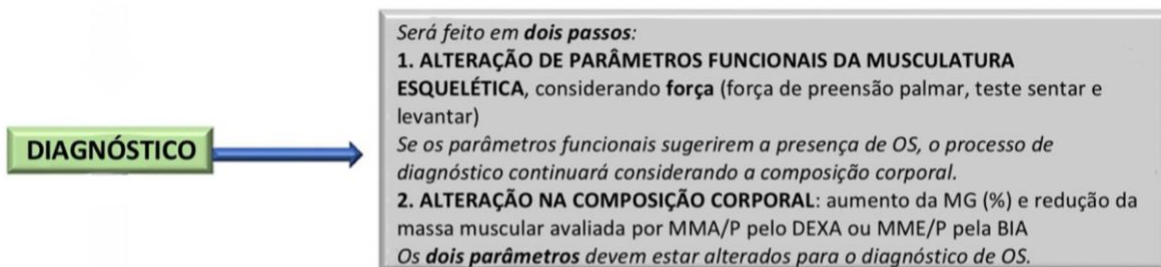 DIAGNÓSTICO
Será feito em dois passos:
1. ALTERAÇÃO DE PARÂMETROS FUNCIONAIS DA MUSCULATURA
ESQUELÉTICA, considerando força (força de preensão palmar, teste sentar e
levantar)
Se os parâmetros funcionais sugerirem a presença de OS, o processo de
diagnóstico continuará considerando a composição corporal.
2. ALTERAÇÃO NA COMPOSIÇÃO CORPORAL: aumento da MG (%) e redução da
massa muscular avaliada por MMA/P pelo DEXA ou MME/P pela BIA
Os dois parâmetros devem estar alterados para o diagnóstico de OS.